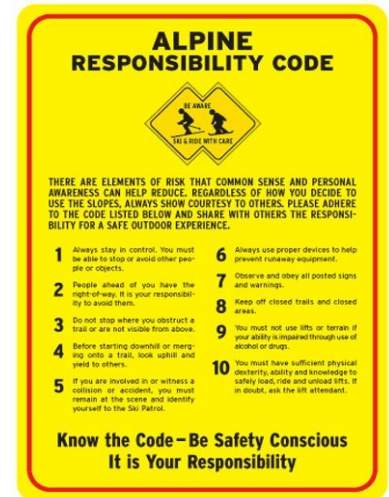 ALPINE
RESPONSIBILITY CODE
BE AWARE
SKI & RIDE WITH CARE
THERE ARE ELEMENTS OF RISK THAT COMMON SENSE AND PERSONAL
AWARENESS CAN HELP REDUCE. REGARDLESS OF HOW YOU DECIDE TO
USE THE SLOPES, ALWAYS SHOW COURTESY TO OTHERS. PLEASE ADHERE
TO THE CODE LISTED BELOW AND SHARE WITH OTHERS THE RESPONSI-
BILITY FOR A SAFE OUTDOOR EXPERIENCE.
1 Always stay in control. You must
be able to stop or avoid other peo-
ple or objects.
2 People ahead of you have the
right-of-way. It is your responsibil-
ity to avoid them.
3 Do not stop where you obstruct a
trail or are not visible from above.
4 Before starting downhill or merg-
ing onto a trail, look uphill and
yield to others.
5 If you are involved in or witness a
collision or accident, you must
remain at the scene and identify
yourself to the Ski Patrol.
6 Always use proper devices to help
prevent runaway equipment.
7 Observe and obey all posted signs
and warnings.
8 Keep off closed trails and closed
areas.
9 You must not use lifts or terrain if
your ability is impaired through use of
alcohol or drugs.
10 You must have sufficient physical
dexterity, ability and knowledge to
safely load, ride and unload lifts. If
in doubt, ask the lift attendant.
Know the Code – Be Safety Conscious
It is Your Responsibility